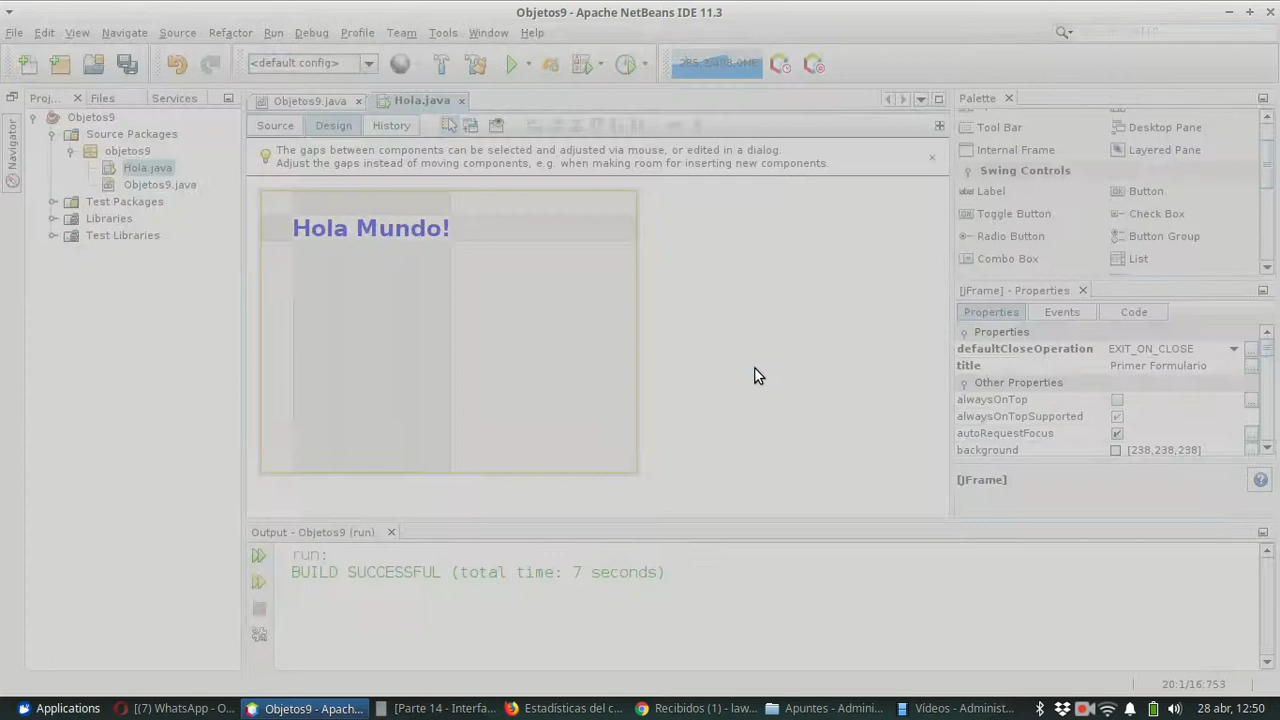 Objetos9 - Apache NetBeans IDE 11.3
File Edit View Navigate Source Refactor Run Debug Profile Team Tools Window Help
<default config>
Proj... Files Services
Objetos9.java Hola.java
Palette
Navigator
Objetos9
Source Packages
objetos9
Hola.java
Objetos9.java
Test Packages
Libraries
Test Libraries
Source Design History
The gaps between components can be selected and adjusted via mouse, or edited in a dialog.
Adjust the gaps instead of moving components, e.g. when making room for inserting new components.
Hola Mundo!
Tool Bar Desktop Pane
Internal Frame Layered Pane
Swing Controls
Label Button
Toggle Button Check Box
Radio Button Button Group
Combo Box List
[JFrame] - Properties
Properties Events Code
Properties
defaultCloseOperation EXIT_ON_CLOSE
title Primer Formulario
Other Properties
alwaysOnTop
alwaysOnTopSupported
autoRequestFocus
background [238,238,238]
[JFrame]
Output - Objetos9 (run)
run:
BUILD SUCCESSFUL (total time: 7 seconds)
20:1/16:753
Applications [(7) WhatsApp - O... Objetos9 - Apach... [Parte 14 - Interfa... Estadísticas del c... Recibidos (1) - law... Apuntes - Admini... Vídeos - Administ... 28 abr, 12:50